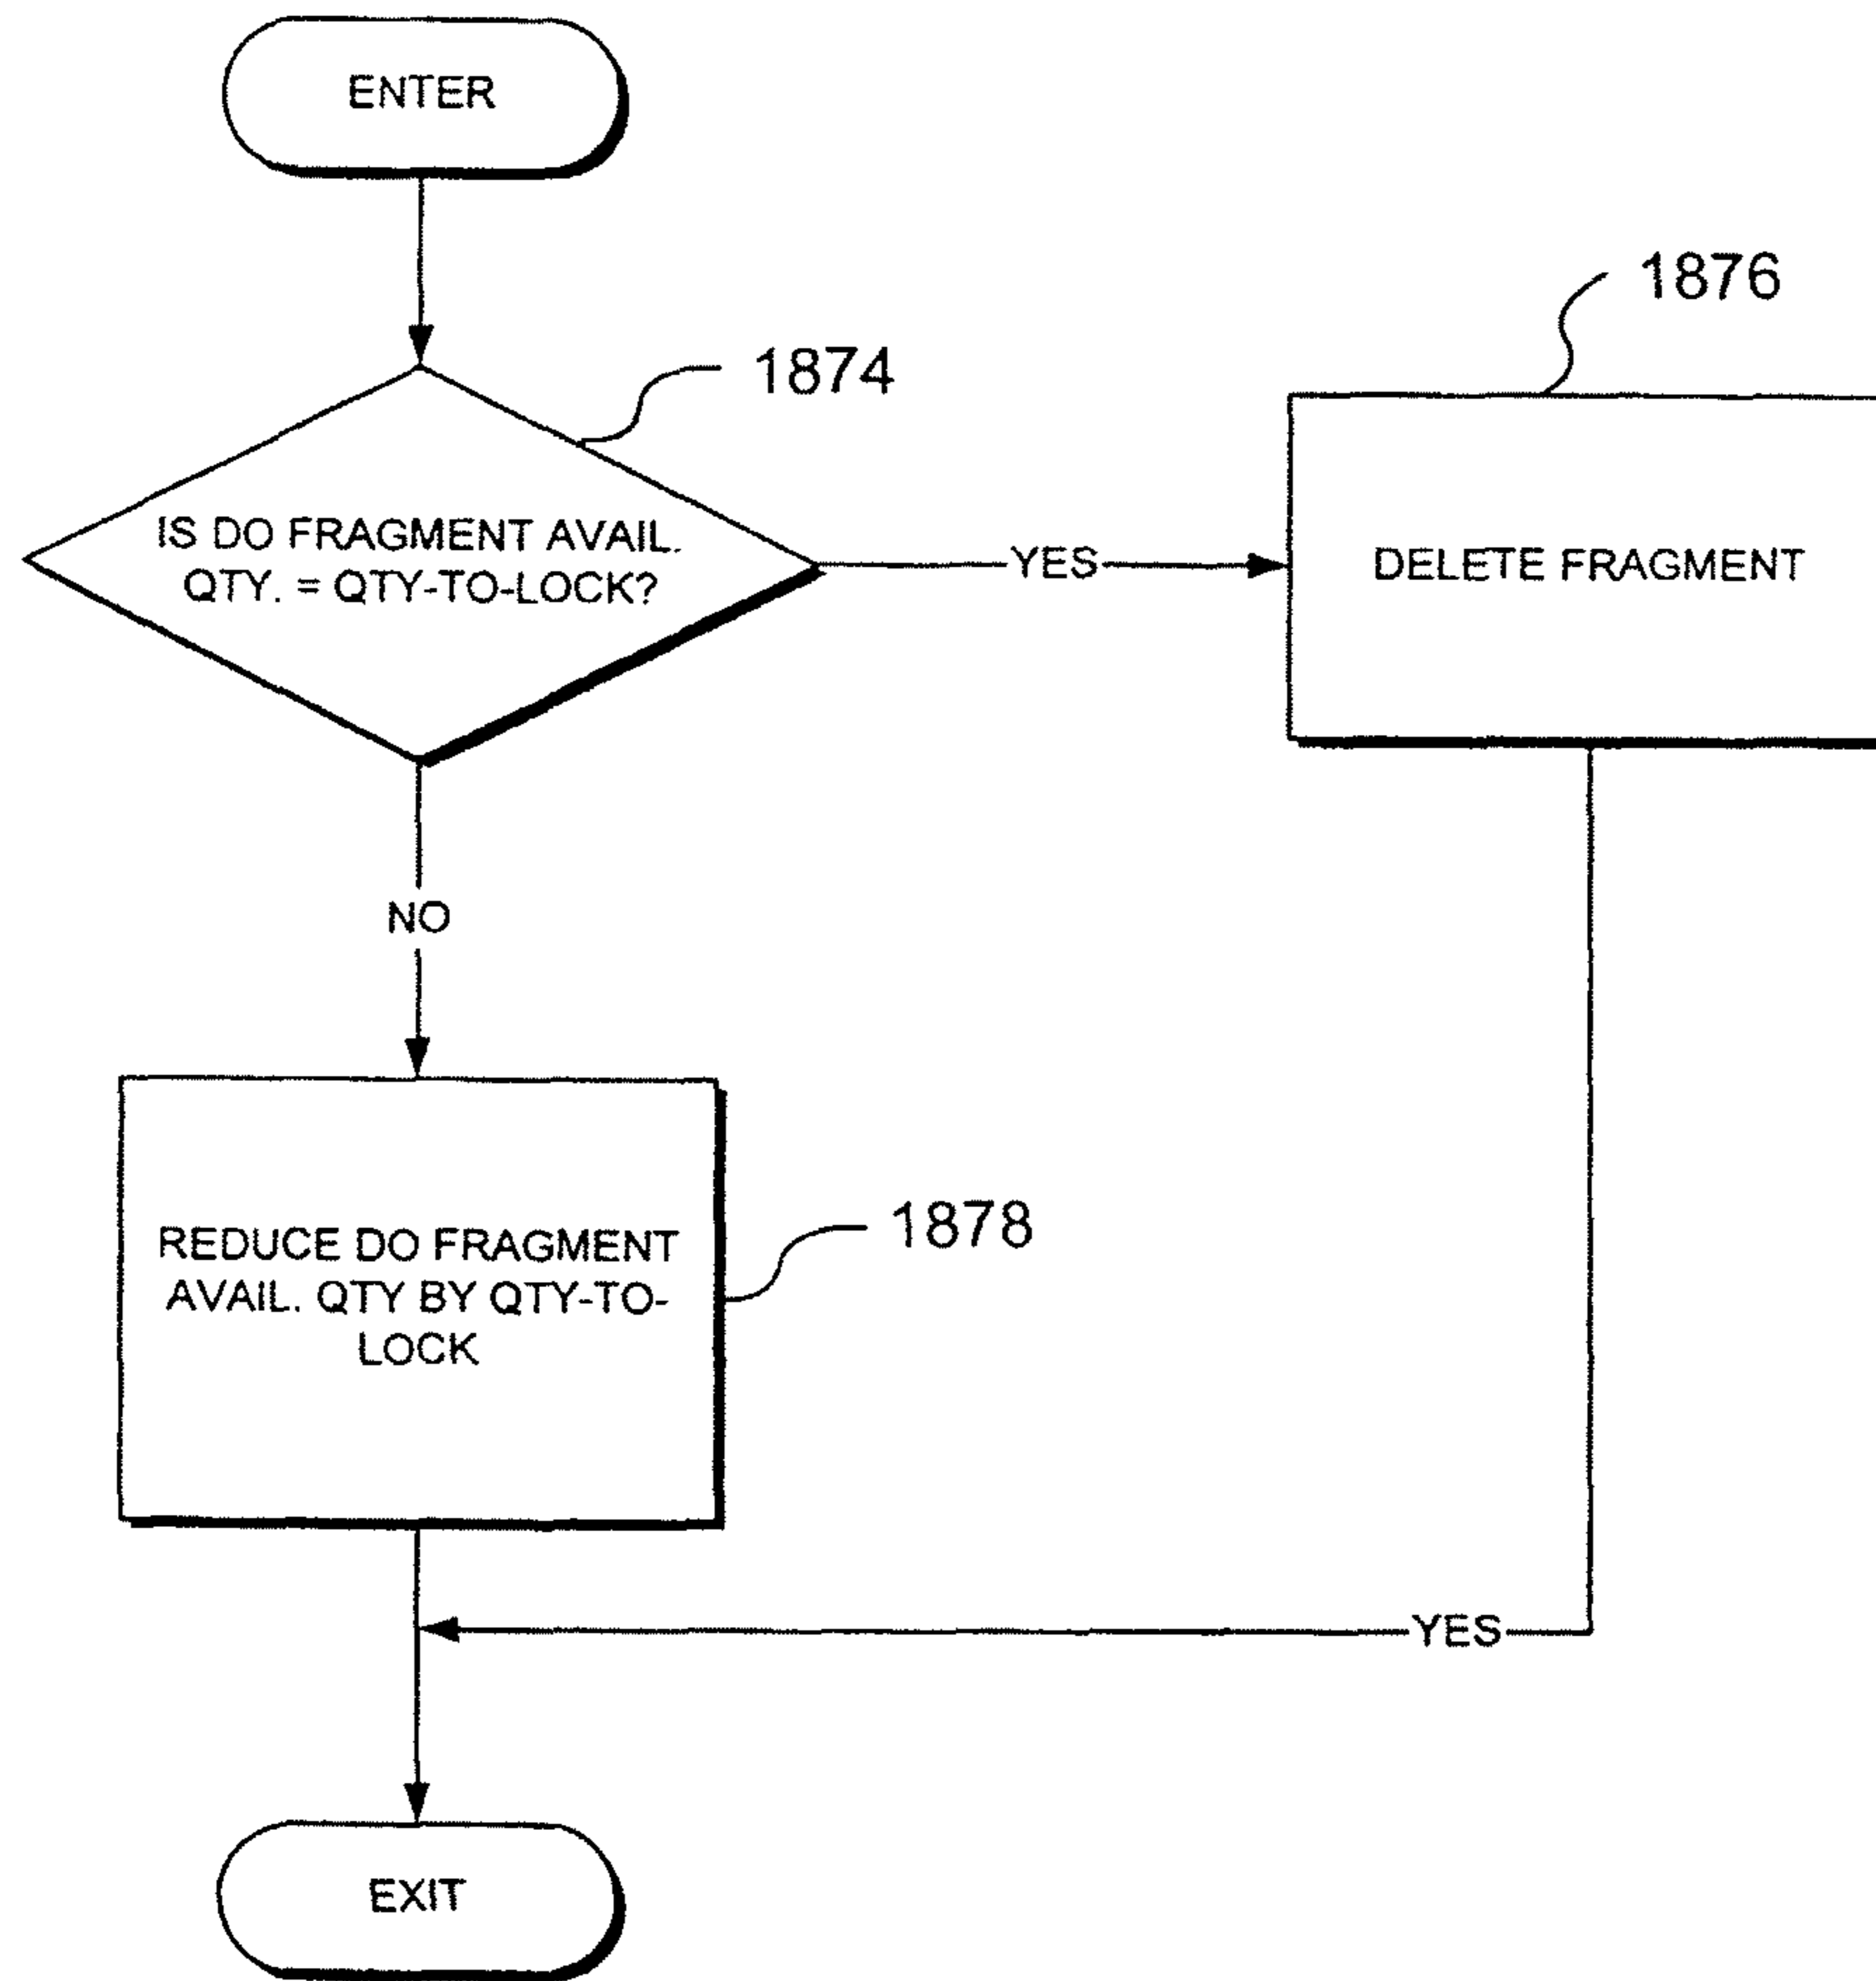 ENTER
1876
1874
IS DO FRAGMENT AVAIL.
QTY. = QTY-TO-LOCK?
YES
DELETE FRAGMENT
NO
REDUCE DO FRAGMENT
AVAIL. QTY BY QTY-TO-
LOCK
1878
YES
EXIT